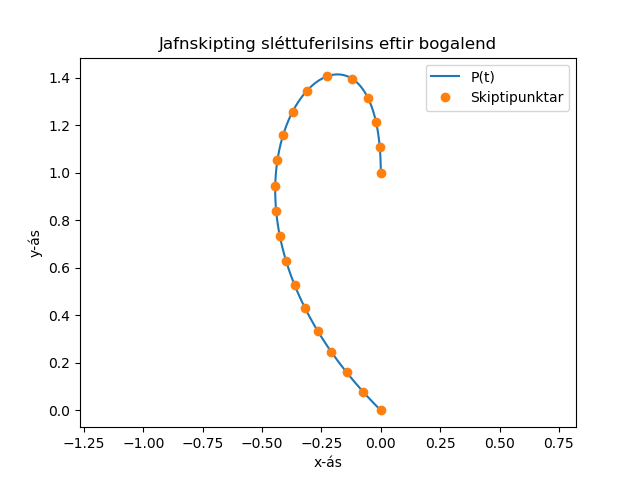 Jafnskipting sléttuferilsins eftir bogalend
P(t)
Skiptipunktar
1.4
1.2
1.0
0.8
0.6
0.4
0.2
0.0
y-ás
−1.25 −1.00 −0.75 −0.50 −0.25 0.00 0.25 0.50 0.75
x-ás